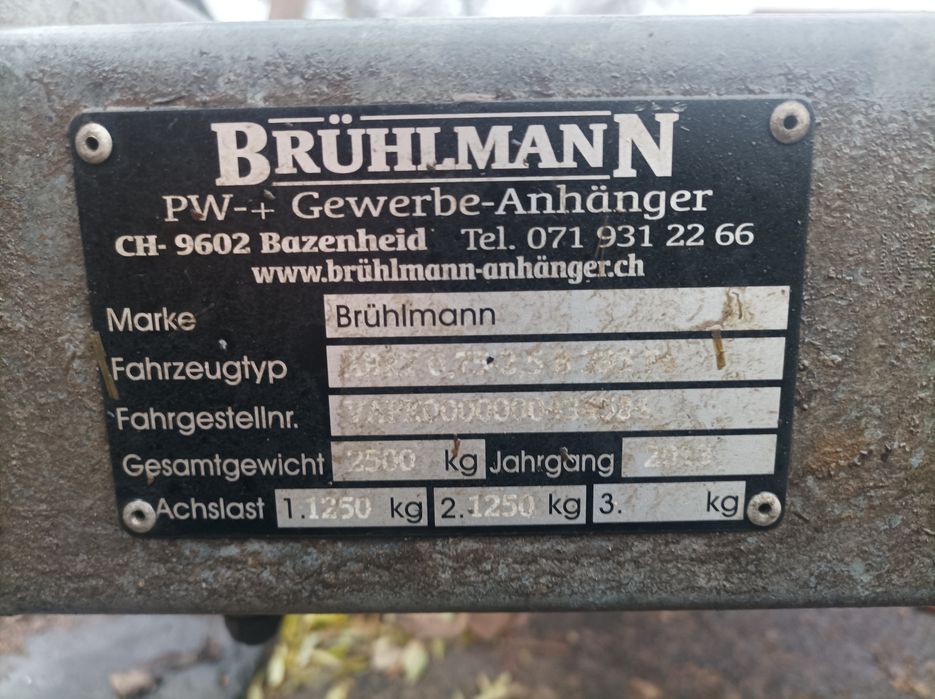 BRÜHLMANN
PW-+ Gewerbe-Anhänger
CH- 9602 Bazenheid Tel. 071 931 22 66
www.brühlmann-anhänger.ch
Marke Brühlmann
Fahrzeugtyp
Fahrgestellnr.
Gesamtgewicht 2500 kg Jahrgang
Achslast 1.1250 kg 2.1250 kg 3. kg